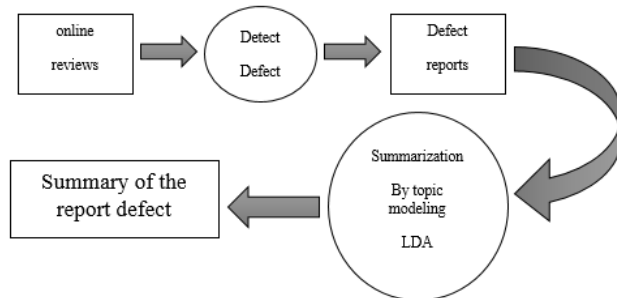 online
reviews
Detect
Defect
Defect
reports
Summarization
By topic
modeling
LDA
Summary of the
report defect